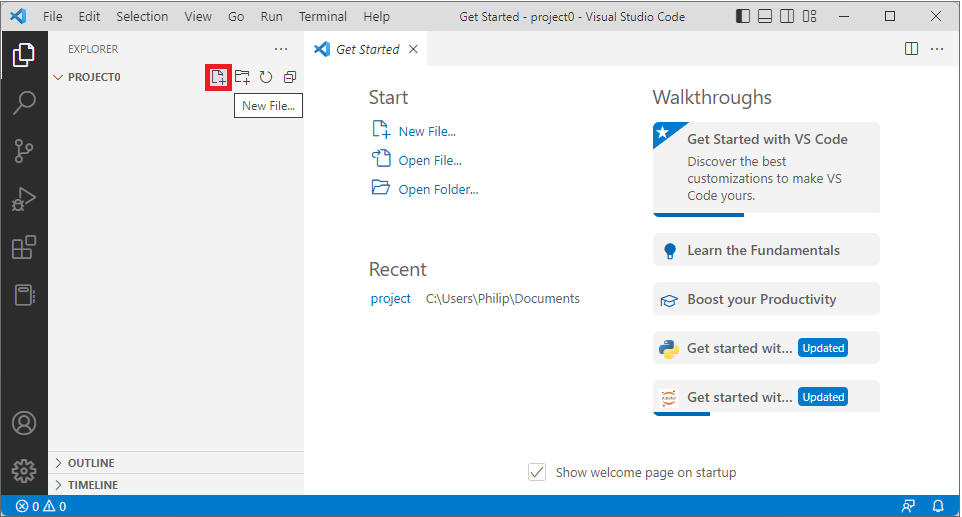 File Edit Selection View Go Run Terminal Help Get Started - project0 - Visual Studio Code
EXPLORER
PROJECT0
New File...
Get Started
Start
New File...
Open File...
Open Folder...
Recent
project C:\Users\Philip\Documents
Walkthroughs
Get Started with VS Code
Discover the best
customizations to make VS
Code yours.
Learn the Fundamentals
Boost your Productivity
Get started wit... Updated
Get started wit... Updated
Show welcome page on startup
OUTLINE
TIMELINE
0 0